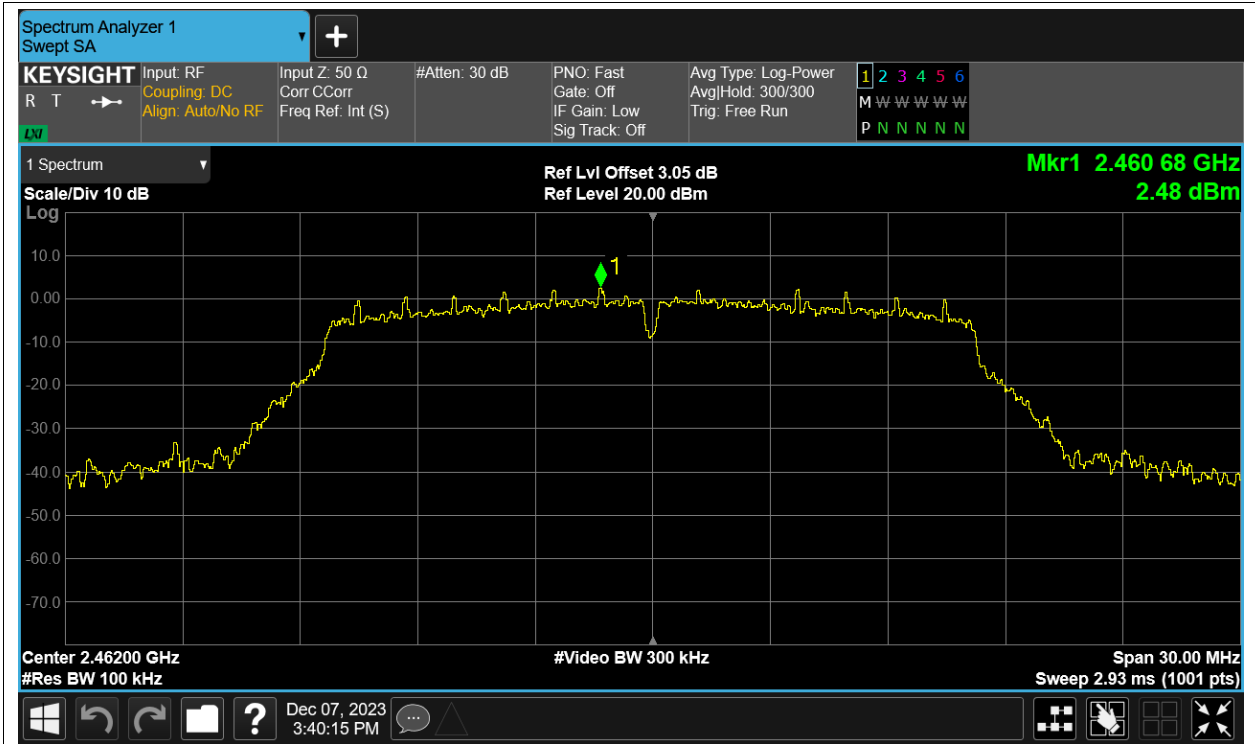 Spectrum Analyzer 1
Swept SA
KEYSIGHT
R T
LXI
Input: RF
Coupling: DC
Align: Auto/No RF
Input Z: 50 Ω
Corr CCorr
Freq Ref: Int (S)
#Atten: 30 dB
PNO: Fast
Gate: Off
IF Gain: Low
Sig Track: Off
Avg Type: Log-Power
Avg|Hold: 300/300
Trig: Free Run
1 2 3 4 5 6
M W W W W W
P N N N N N
1 Spectrum
Scale/Div 10 dB
Log
Ref Lvl Offset 3.05 dB
Ref Level 20.00 dBm
Mkr1 2.460 68 GHz
2.48 dBm
1
10.0
0.00
-10.0
-20.0
-30.0
-40.0
-50.0
-60.0
-70.0
Center 2.46200 GHz
#Res BW 100 kHz
#Video BW 300 kHz
Span 30.00 MHz
Sweep 2.93 ms (1001 pts)
?
Dec 07, 2023
3:40:15 PM